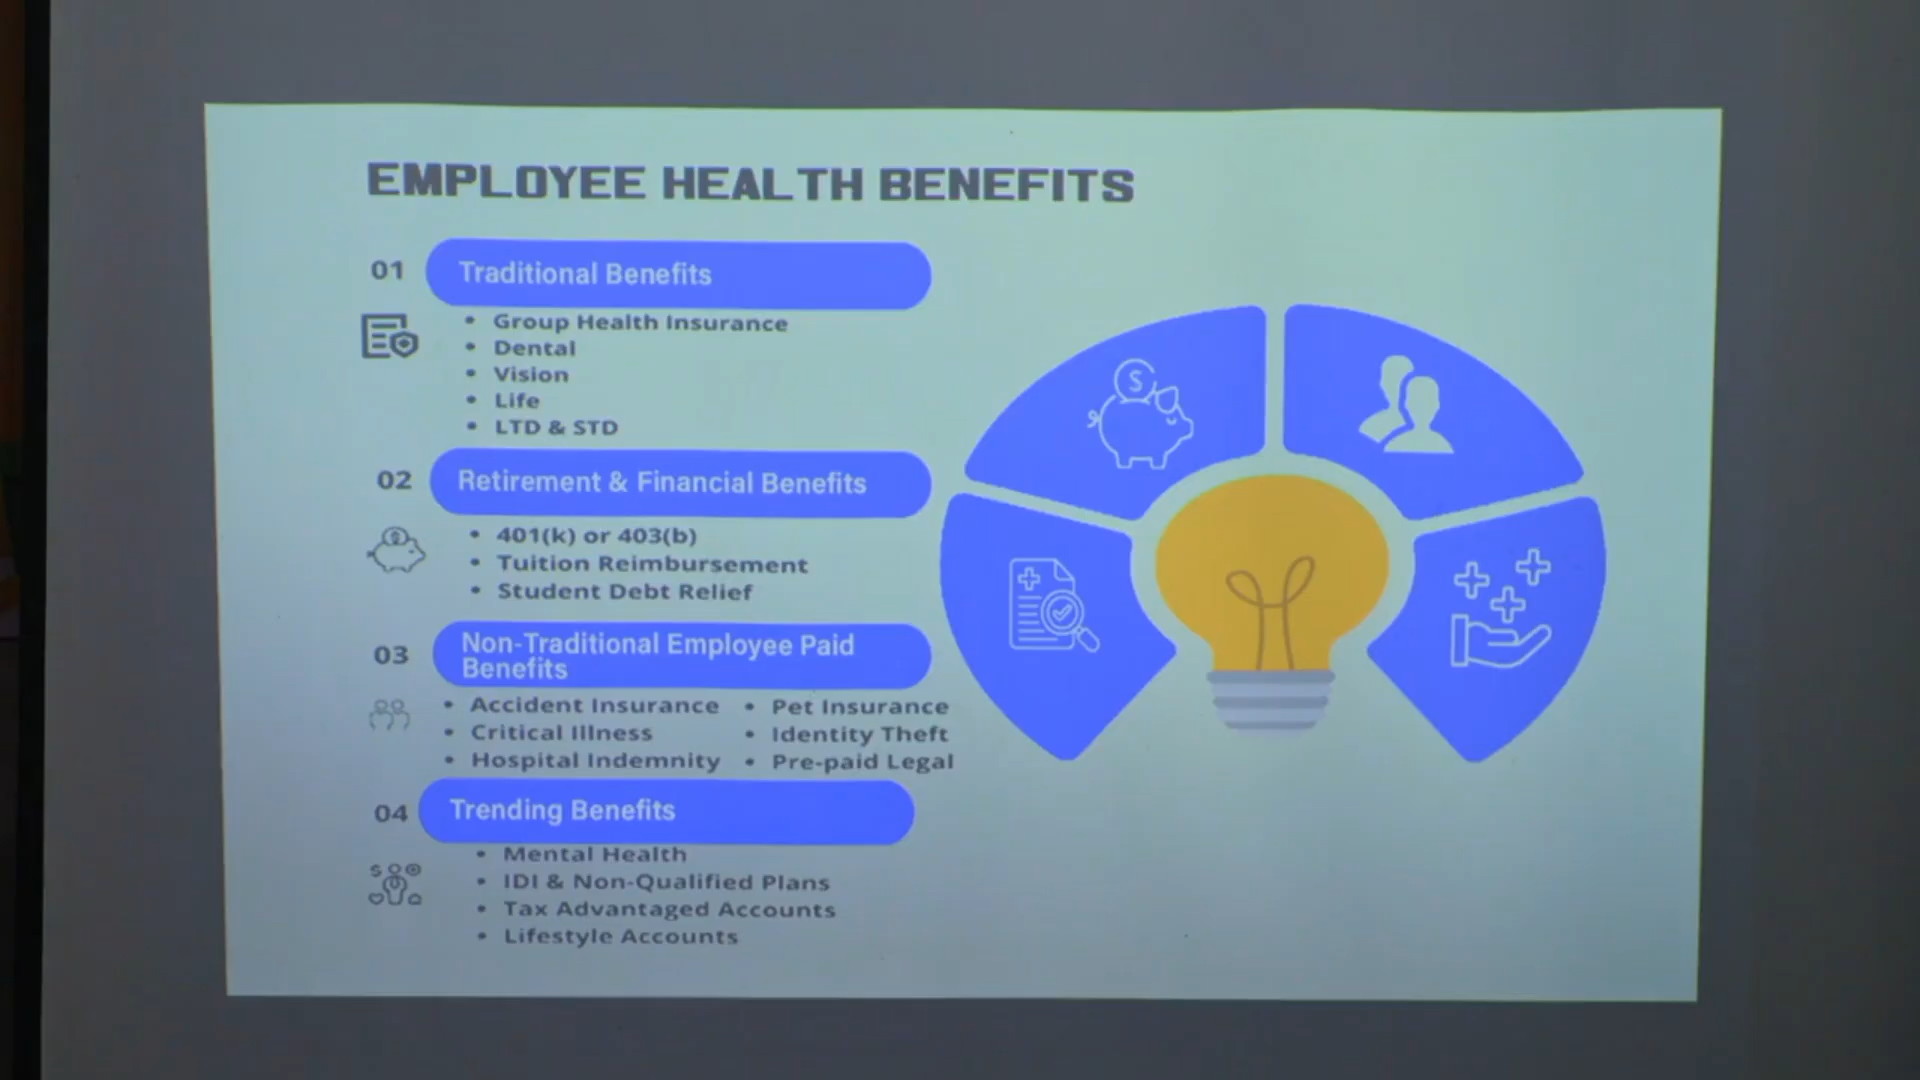 EMPLOYEE HEALTH BENEFITS
01
Traditional Benefits
• Group Health Insurance
• Dental
• Vision
• Life
• LTD & STD
02
Retirement & Financial Benefits
• 401(k) or 403(b)
• Tuition Reimbursement
• Student Debt Relief
03
Non-Traditional Employee Paid
Benefits
• Accident Insurance
• Critical Illness
• Hospital Indemnity
• Pet Insurance
• Identity Theft
• Pre-paid Legal
04
Trending Benefits
• Mental Health
• IDI & Non-Qualified Plans
• Tax Advantaged Accounts
• Lifestyle Accounts